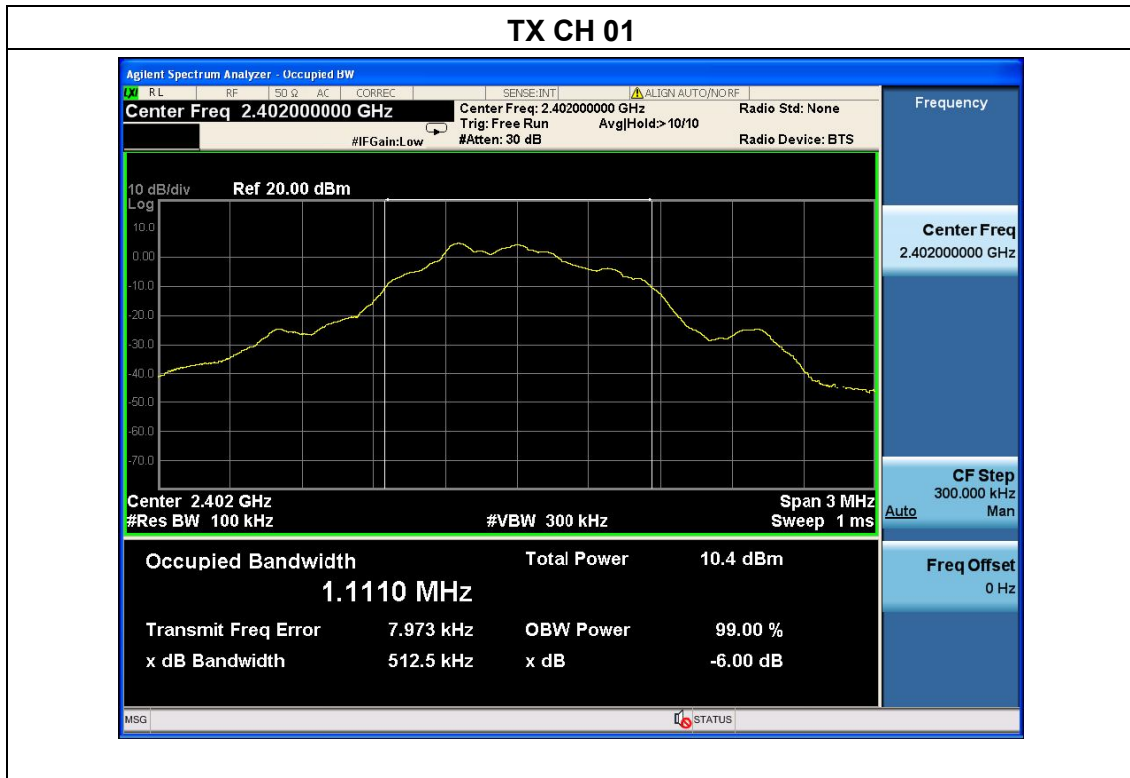 TX CH 01
Agilent Spectrum Analyzer - Occupied BW
LXI RL RF 50 Ω AC CORREC SENSE:INT ALIGN AUTO/NO RF
Center Freq 2.402000000 GHz
Center Freq: 2.402000000 GHz Radio Std: None
Trig: Free Run Avg|Hold:>10/10
#IFGain:Low #Atten: 30 dB Radio Device: BTS
10 dB/div Ref 20.00 dBm
Log
10.0
0.00
-10.0
-20.0
-30.0
-40.0
-50.0
-60.0
-70.0
Center 2.402 GHz Span 3 MHz
#Res BW 100 kHz #VBW 300 kHz Sweep 1 ms
Occupied Bandwidth Total Power 10.4 dBm
1.1110 MHz
Transmit Freq Error 7.973 kHz OBW Power 99.00 %
x dB Bandwidth 512.5 kHz x dB -6.00 dB
MSG STATUS
Frequency
Center Freq
2.402000000 GHz
CF Step
300.000 kHz
Auto Man
Freq Offset
0 Hz